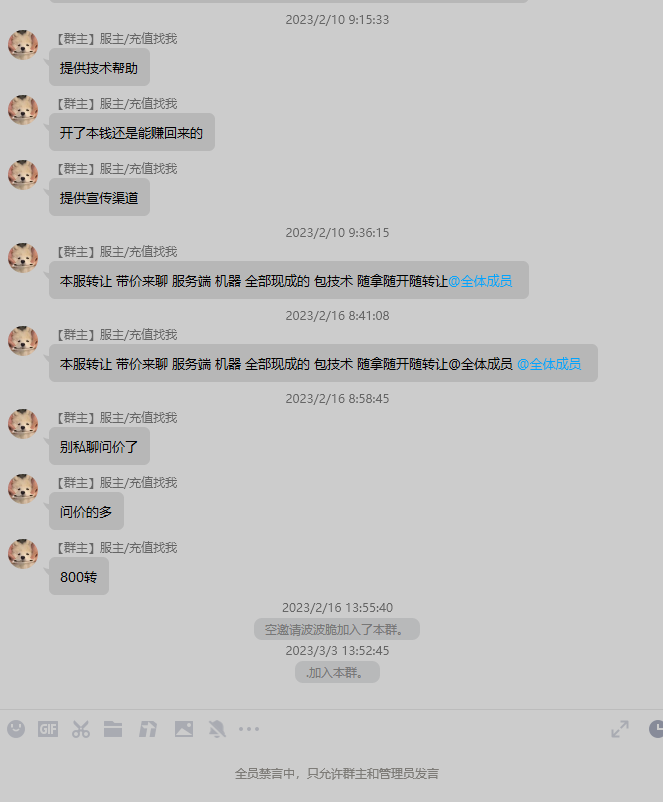 2023/2/10 9:15:33
【群主】服主/充值找我
提供技术帮助
【群主】服主/充值找我
开了本钱还是能赚回来的
【群主】服主/充值找我
提供宣传渠道
2023/2/10 9:36:15
【群主】服主/充值找我
本服转让 带价来聊 服务端 机器 全部现成的 包技术 随拿随开随转让@全体成员
2023/2/16 8:41:08
【群主】服主/充值找我
本服转让 带价来聊 服务端 机器 全部现成的 包技术 随拿随开随转让@全体成员 @全体成员
2023/2/16 8:58:45
【群主】服主/充值找我
别私聊问价了
【群主】服主/充值找我
问价的多
【群主】服主/充值找我
800转
2023/2/16 13:55:40
空邀请波波脆加入了本群。
2023/3/3 13:52:45
.加入本群。
GIF
全员禁言中，只允许群主和管理员发言